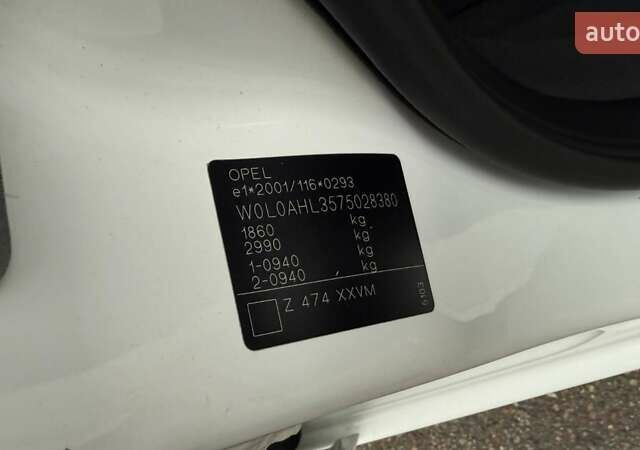 auto
OPEL
e1*2001/116*0293
W0L0AHL3575028380
1860 kg
2990 kg
1-0940 kg
2-0940 kg
Z 474 XXVM
6103